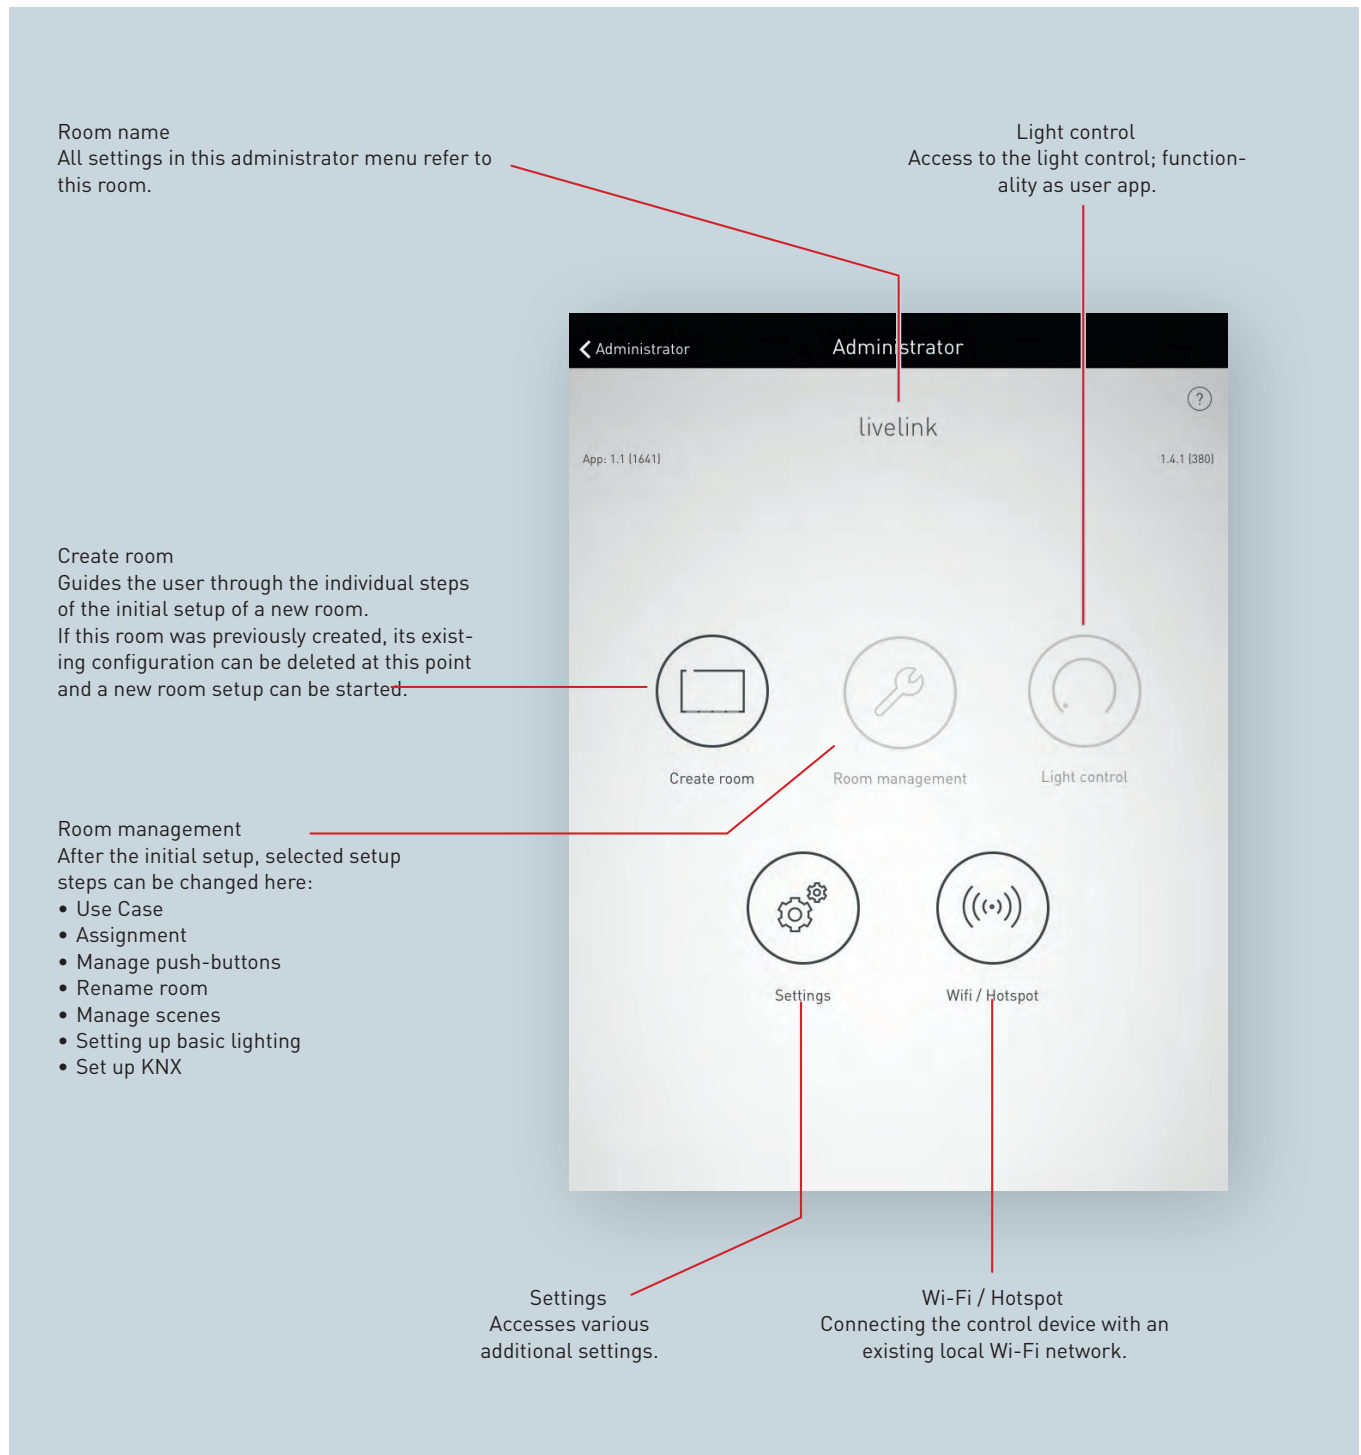 Room name
All settings in this administrator menu refer to
this room.
Light control
Access to the light control; function-
ality as user app.
Administrator
Administrator
?
livelink
App: 1.1 (1641)
1.4.1 (380)
Create room
Guides the user through the individual steps
of the initial setup of a new room.
If this room was previously created, its exist-
ing configuration can be deleted at this point
and a new room setup can be started.
Create room
Room management
Light control
Room management
After the initial setup, selected setup
steps can be changed here:
• Use Case
• Assignment
• Manage push-buttons
• Rename room
• Manage scenes
• Setting up basic lighting
• Set up KNX
Settings
Wifi / Hotspot
Settings
Accesses various
additional settings.
Wi-Fi / Hotspot
Connecting the control device with an
existing local Wi-Fi network.